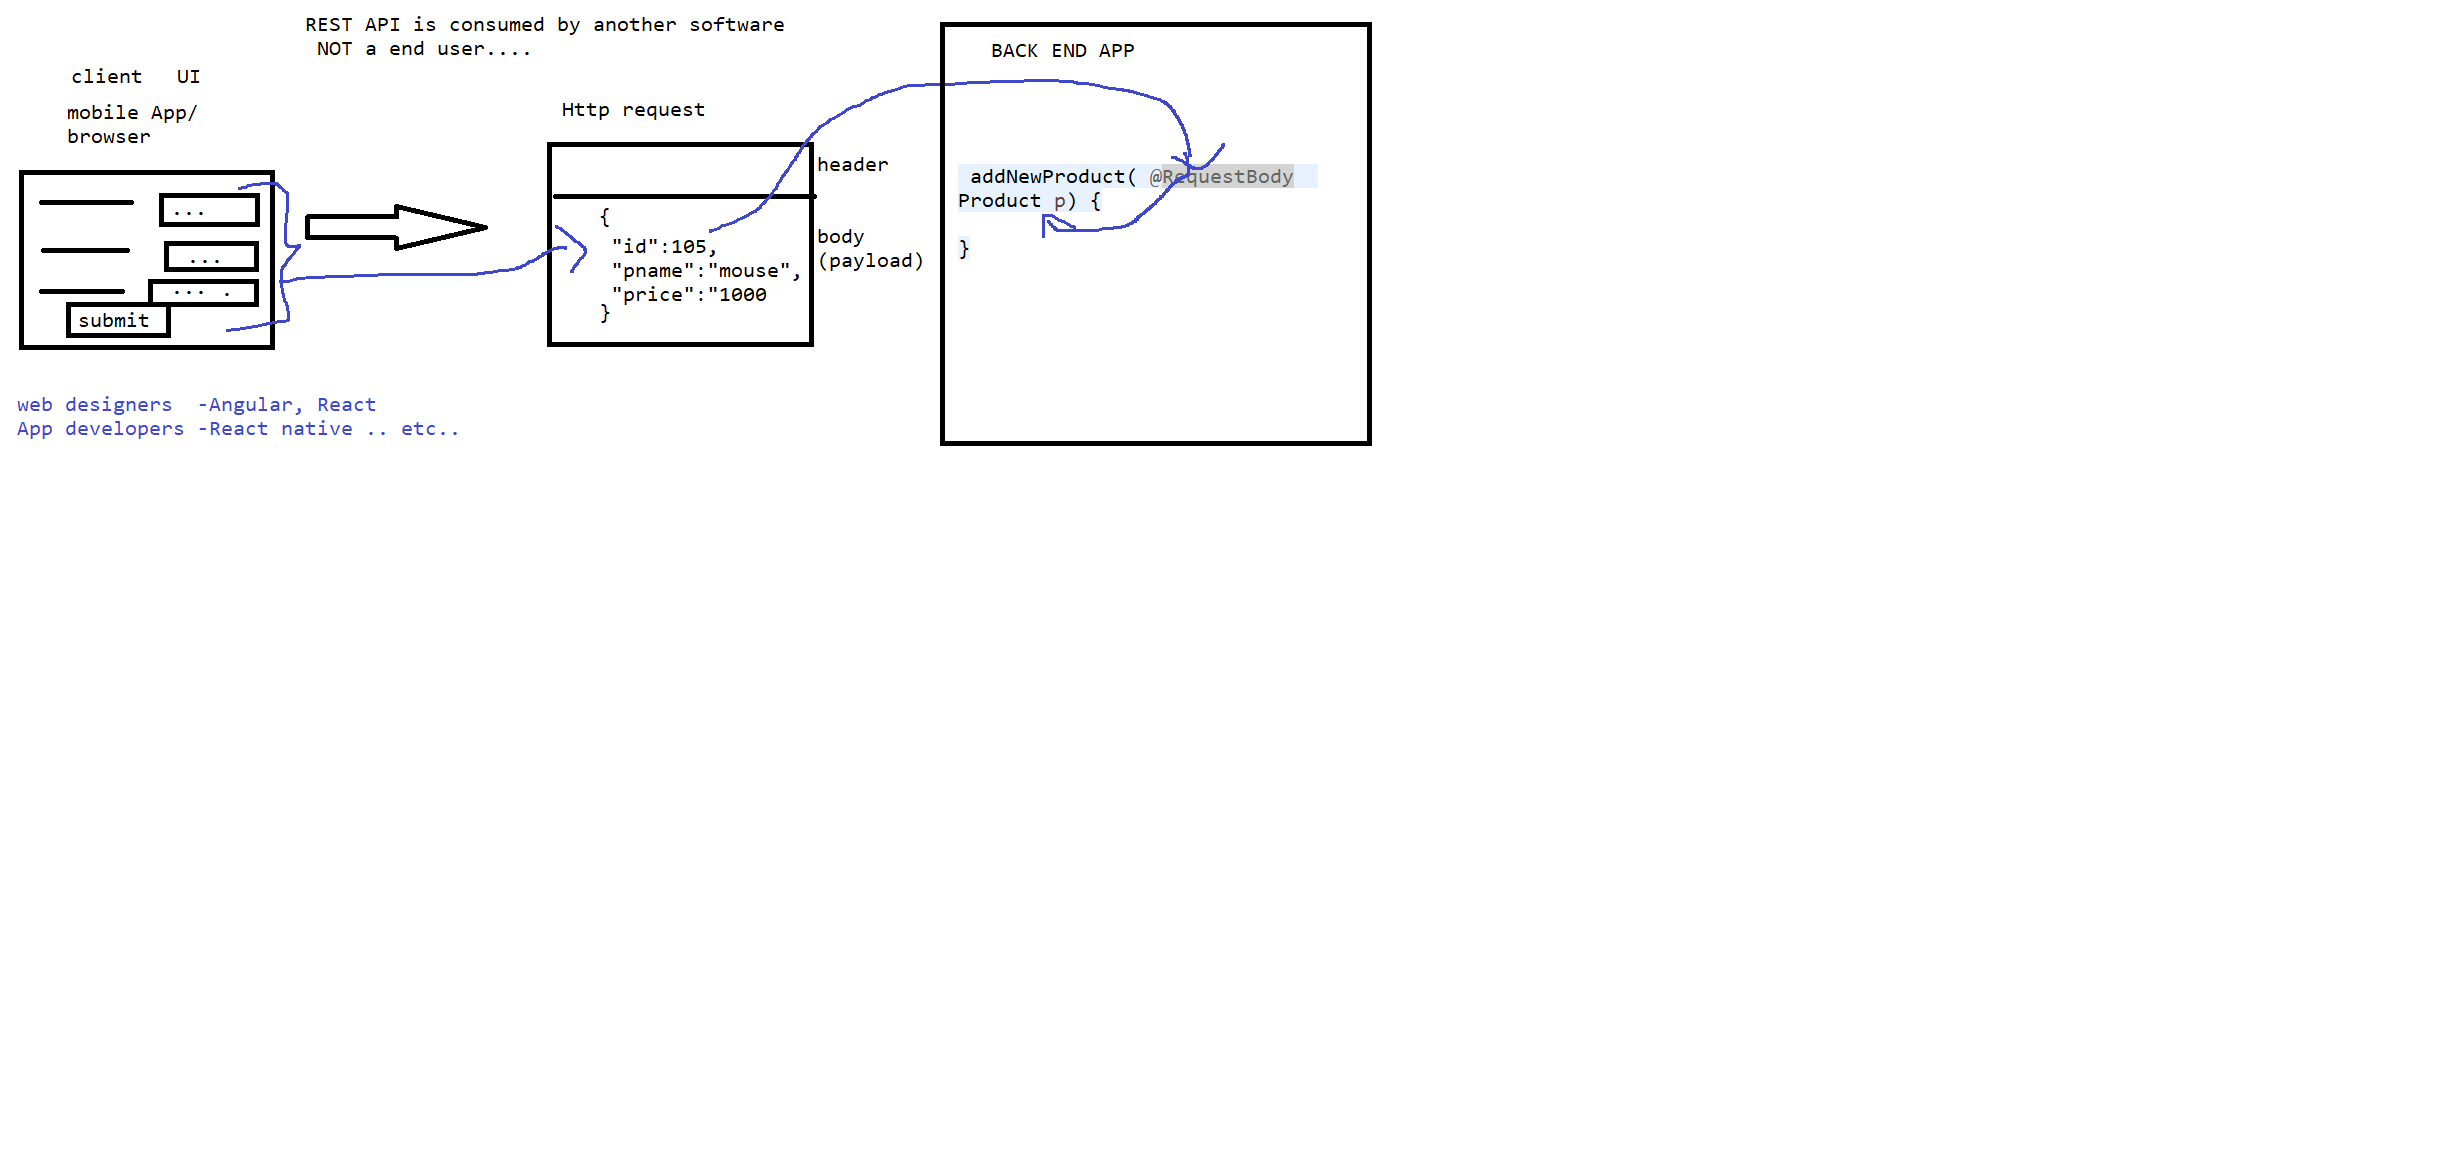 REST API is consumed by another software
NOT a end user....
client   UI
mobile App/
browser
...
...
... .
submit
web designers  -Angular, React
App developers -React native .. etc..
Http request
header
{
"id":105,
"pname":"mouse",
"price":"1000
}
body
(payload)
BACK END APP
addNewProduct( @RequestBody
Product p) {
}